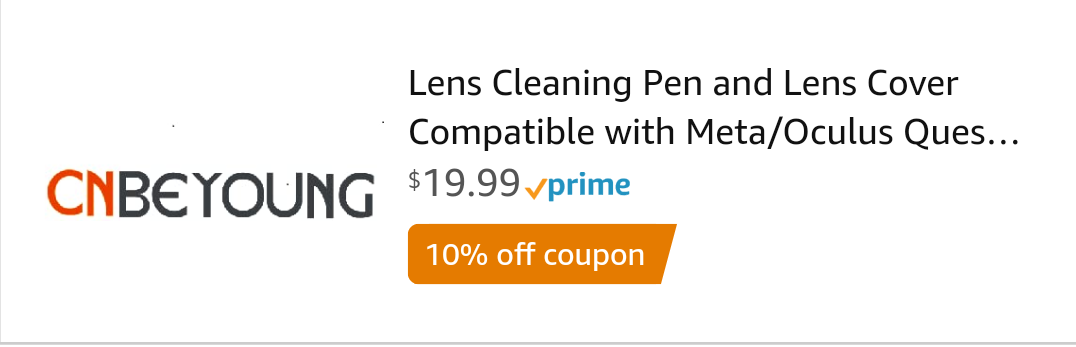 CNBEYOUNG
Lens Cleaning Pen and Lens Cover
Compatible with Meta/Oculus Ques...
$19.99 prime
10% off coupon